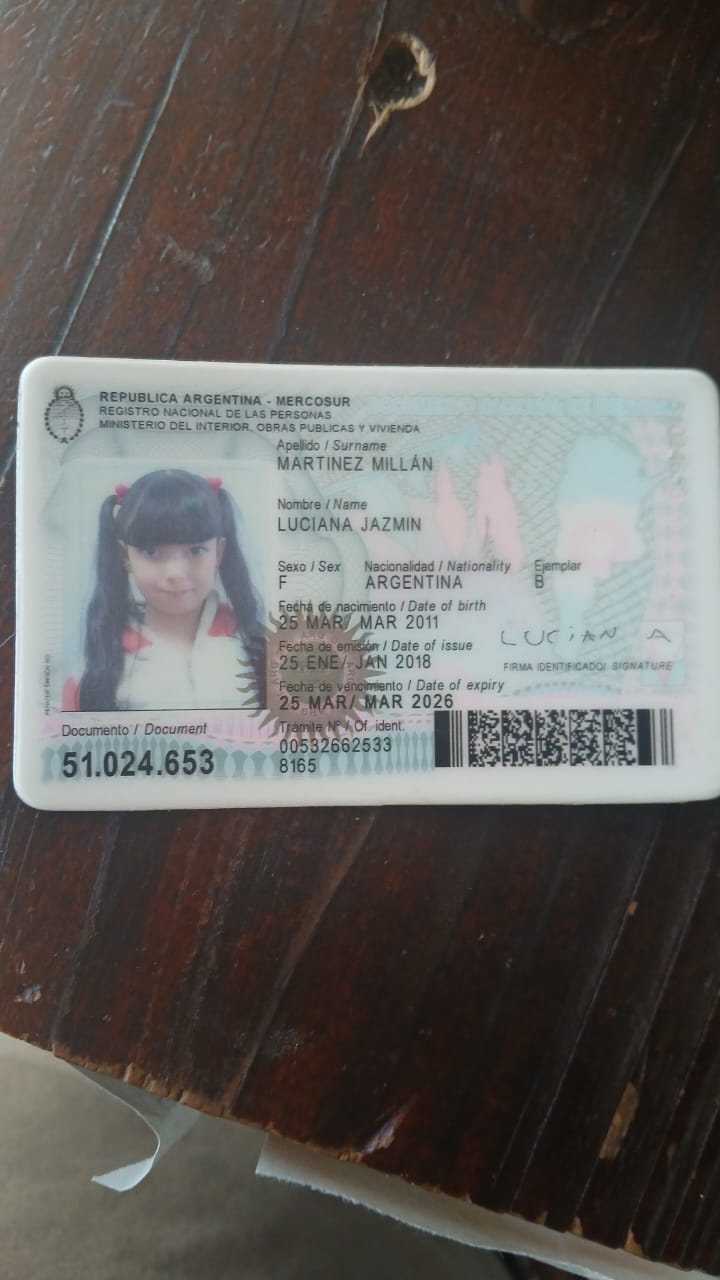 REPUBLICA ARGENTINA - MERCOSUR
REGISTRO NACIONAL DE LAS PERSONAS
MINISTERIO DEL INTERIOR, OBRAS PUBLICAS Y VIVIENDA
Apellido / Surname
MARTINEZ MILLÁN
Nombre / Name
LUCIANA JAZMIN
Sexo / Sex Nacionalidad / Nationality Ejemplar
F ARGENTINA B
Fecha de nacimiento / Date of birth
25 MAR/ MAR 2011
LUCIANA
Fecha de emisión / Date of issue
25 ENE/ JAN 2018
FIRMA IDENTIFICADO/ SIGNATURE
Fecha de vencimiento / Date of expiry
25 MAR/ MAR 2026
Documento / Document
51.024.653
Trámite Nº / Of. ident.
00532662533
8165